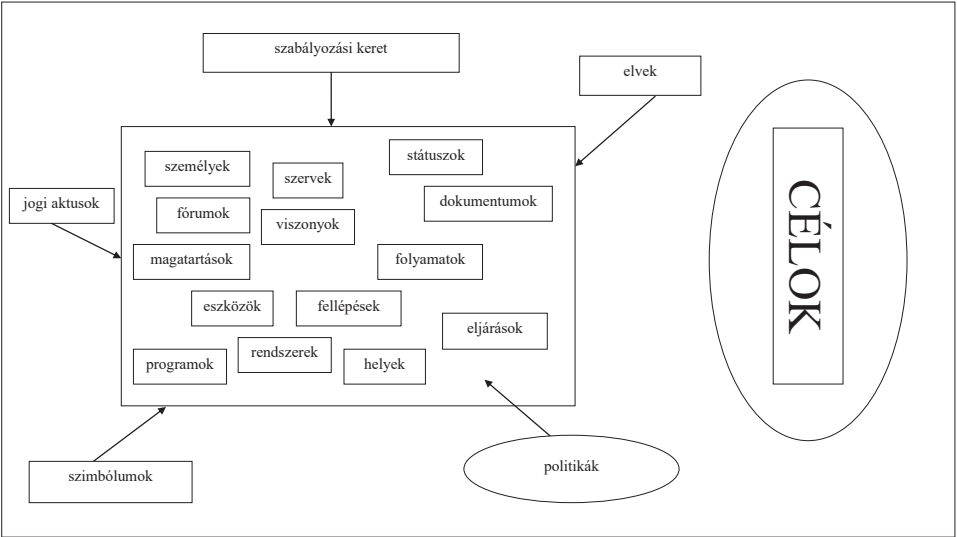 szabályozási keret
elvek
státuszok
személyek
szervek
dokumentumok
jogi aktusok
fórumok
viszonyok
magatartások
folyamatok
eszközök
fellépések
eljárások
programok
rendszerek
helyek
szimbólumok
politikák
CÉLOK